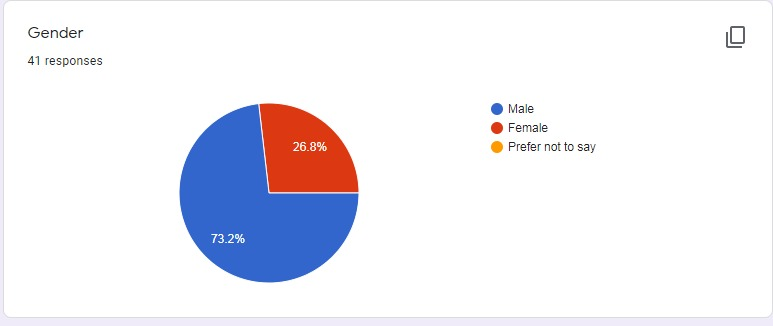 Gender
41 responses
26.8%
73.2%
Male
Female
Prefer not to say